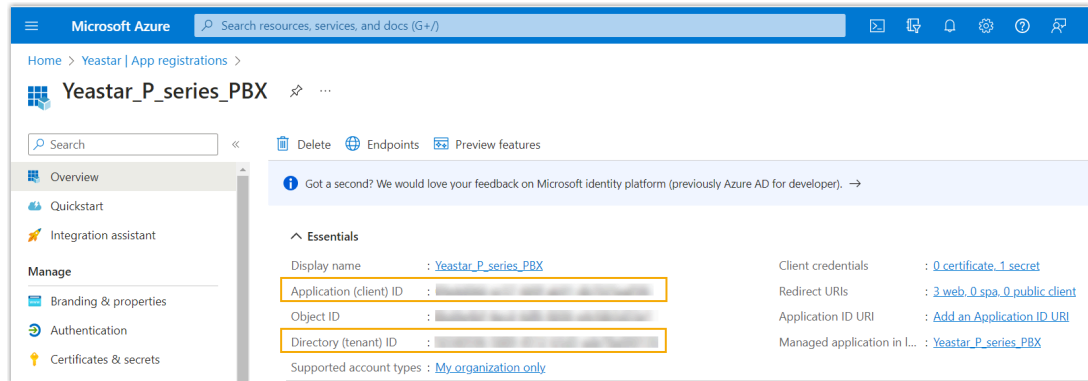 Microsoft Azure
Search resources, services, and docs (G+/)
Home > Yeastar | App registrations >
Yeastar_P_series_PBX
Search
«
Delete
Endpoints
Preview features
Overview
Got a second? We would love your feedback on Microsoft identity platform (previously Azure AD for developer). →
Quickstart
Integration assistant
Essentials
Manage
Display name : Yeastar_P_series_PBX
Client credentials : 0 certificate, 1 secret
Application (client) ID :
Redirect URIs : 3 web, 0 spa, 0 public client
Branding & properties
Object ID :
Application ID URI : Add an Application ID URI
Authentication
Directory (tenant) ID :
Managed application in l... : Yeastar_P_series_PBX
Certificates & secrets
Supported account types : My organization only